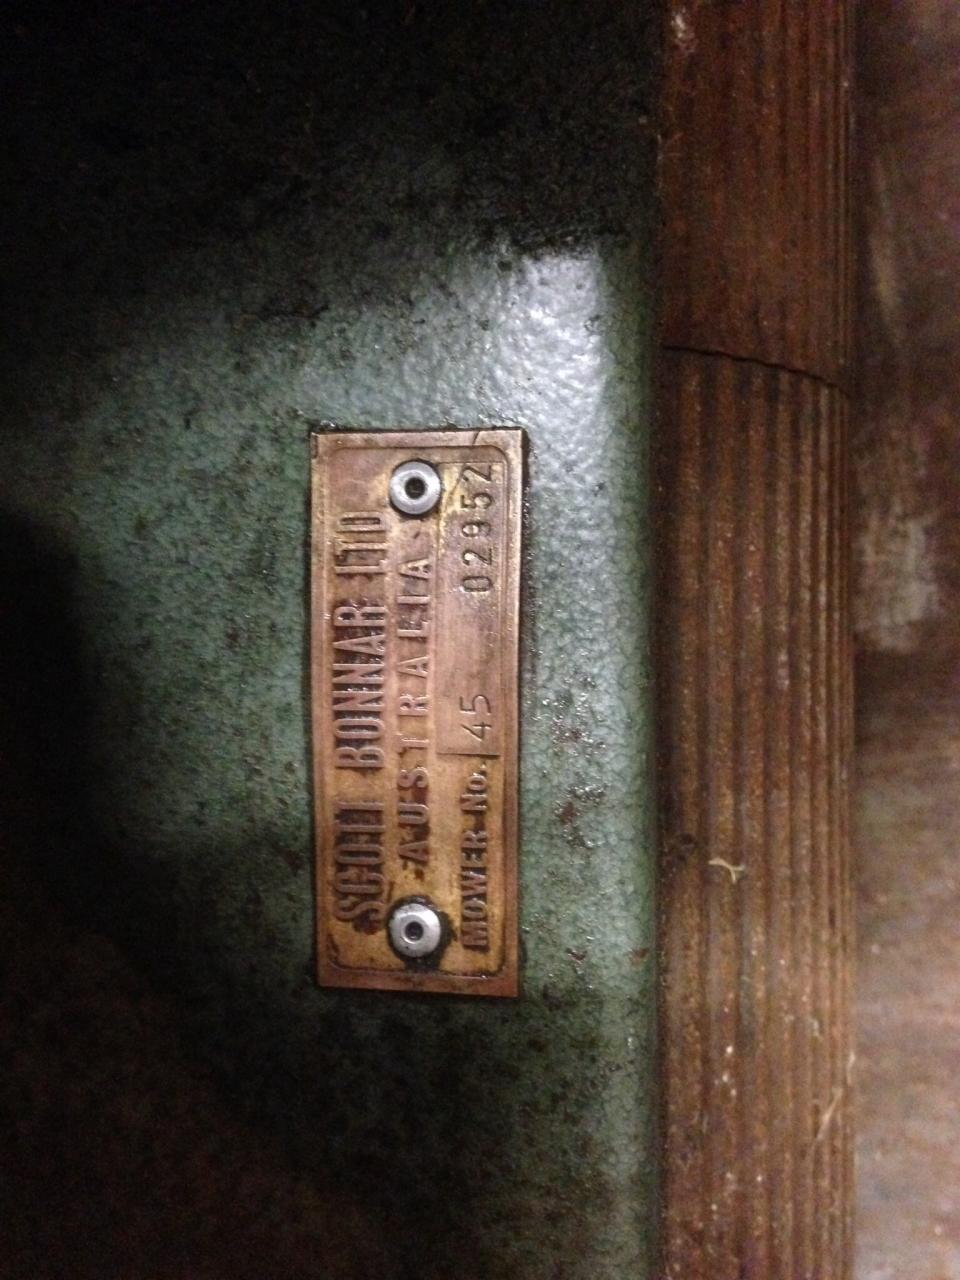 SCOTT BONNAR LTD
AUSTRALIA
MOWER No. 45 02952